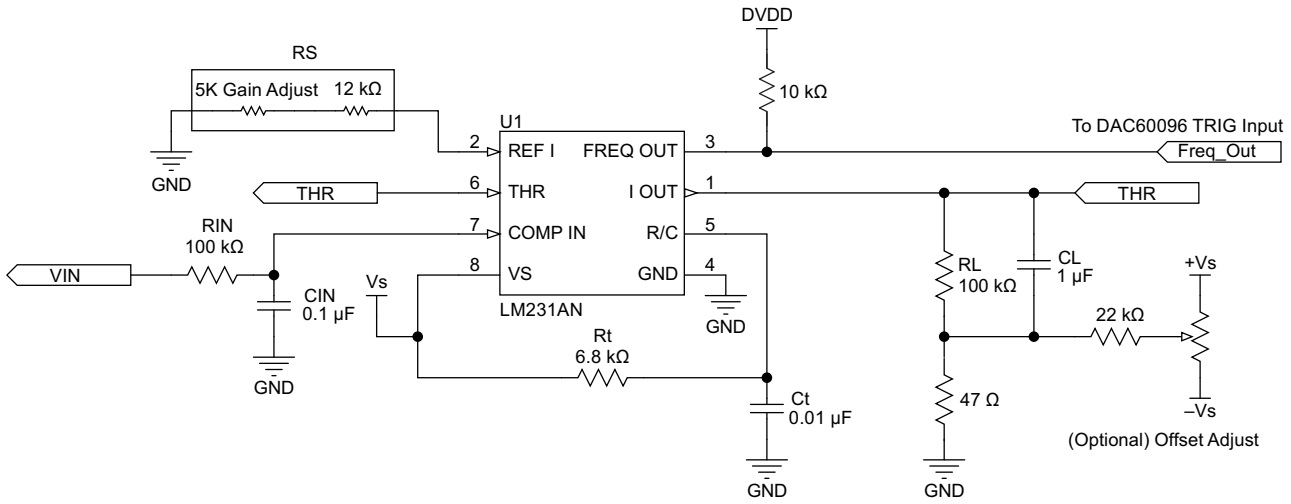 DVDD
RS
5K Gain Adjust 12 kΩ
10 kΩ
U1
To DAC60096 TRIG Input
2 REF I FREQ OUT 3
Freq_Out
GND
THR
6 THR I OUT 1
THR
RIN
100 kΩ
7 COMP IN R/C 5
VIN
8 VS GND 4
CIN
0.1 µF
Vs
LM231AN
GND
RL
100 kΩ
CL
1 µF
+Vs
22 kΩ
Rt
6.8 kΩ
GND
Ct
0.01 µF
47 Ω
–Vs
(Optional) Offset Adjust
GND
GND